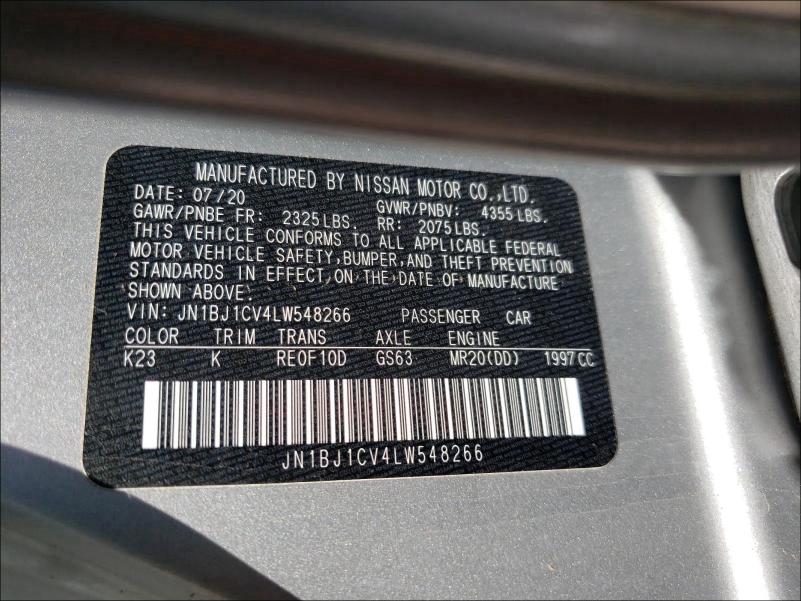 MANUFACTURED BY NISSAN MOTOR CO.,LTD.
DATE: 07/20 GVWR/PNBV: 4355 LBS.
GAWR/PNBE FR: 2325 LBS. RR: 2075 LBS.
THIS VEHICLE CONFORMS TO ALL APPLICABLE FEDERAL
MOTOR VEHICLE SAFETY, BUMPER, AND THEFT PREVENTION
STANDARDS IN EFFECT ON THE DATE OF MANUFACTURE
SHOWN ABOVE.
VIN: JN1BJ1CV4LW548266 PASSENGER CAR
COLOR TRIM TRANS AXLE ENGINE
K23 K RE0F10D GS63 MR20(DD) 1997CC
JN1BJ1CV4LW548266